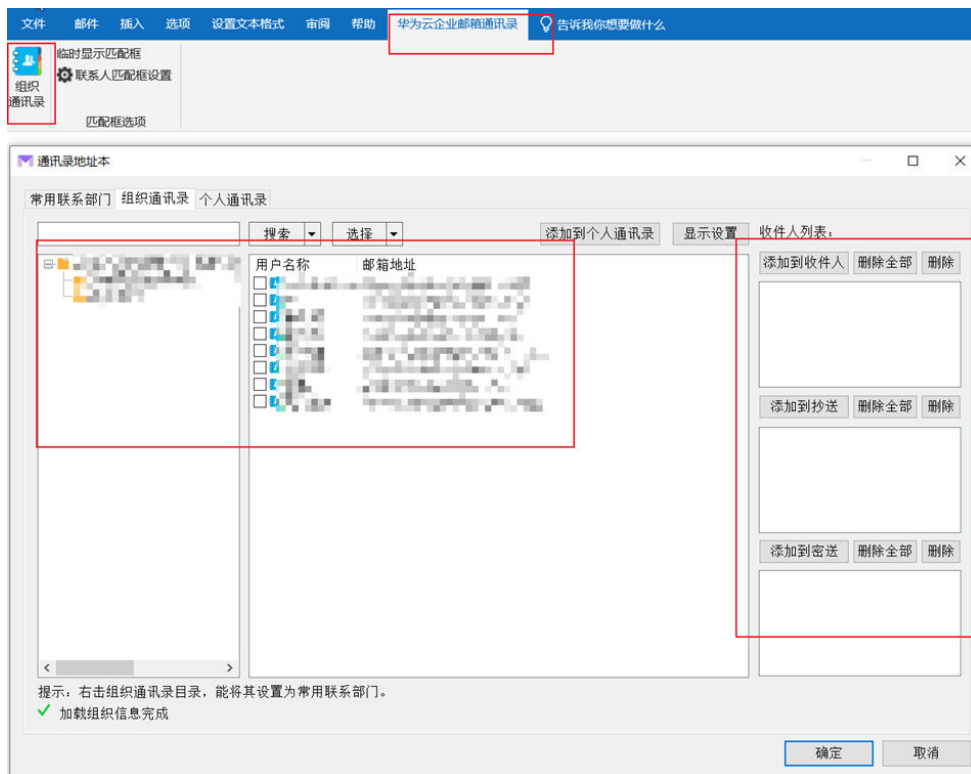 文件 邮件 插入 选项 设置文本格式 审阅 帮助 华为云企业邮箱通讯录 告诉我你想要做什么
临时显示匹配框
联系人匹配框设置
组织
通讯录
匹配框选项
通讯录地址本
常用联系部门 组织通讯录 个人通讯录
搜索 选择 添加到个人通讯录 显示设置 收件人列表:
用户名称 邮箱地址
添加到收件人 删除全部 删除
添加到抄送 删除全部 删除
添加到密送 删除全部 删除
提示: 右击组织通讯录目录, 能将其设置为常用联系部门。
加载组织信息完成
确定 取消